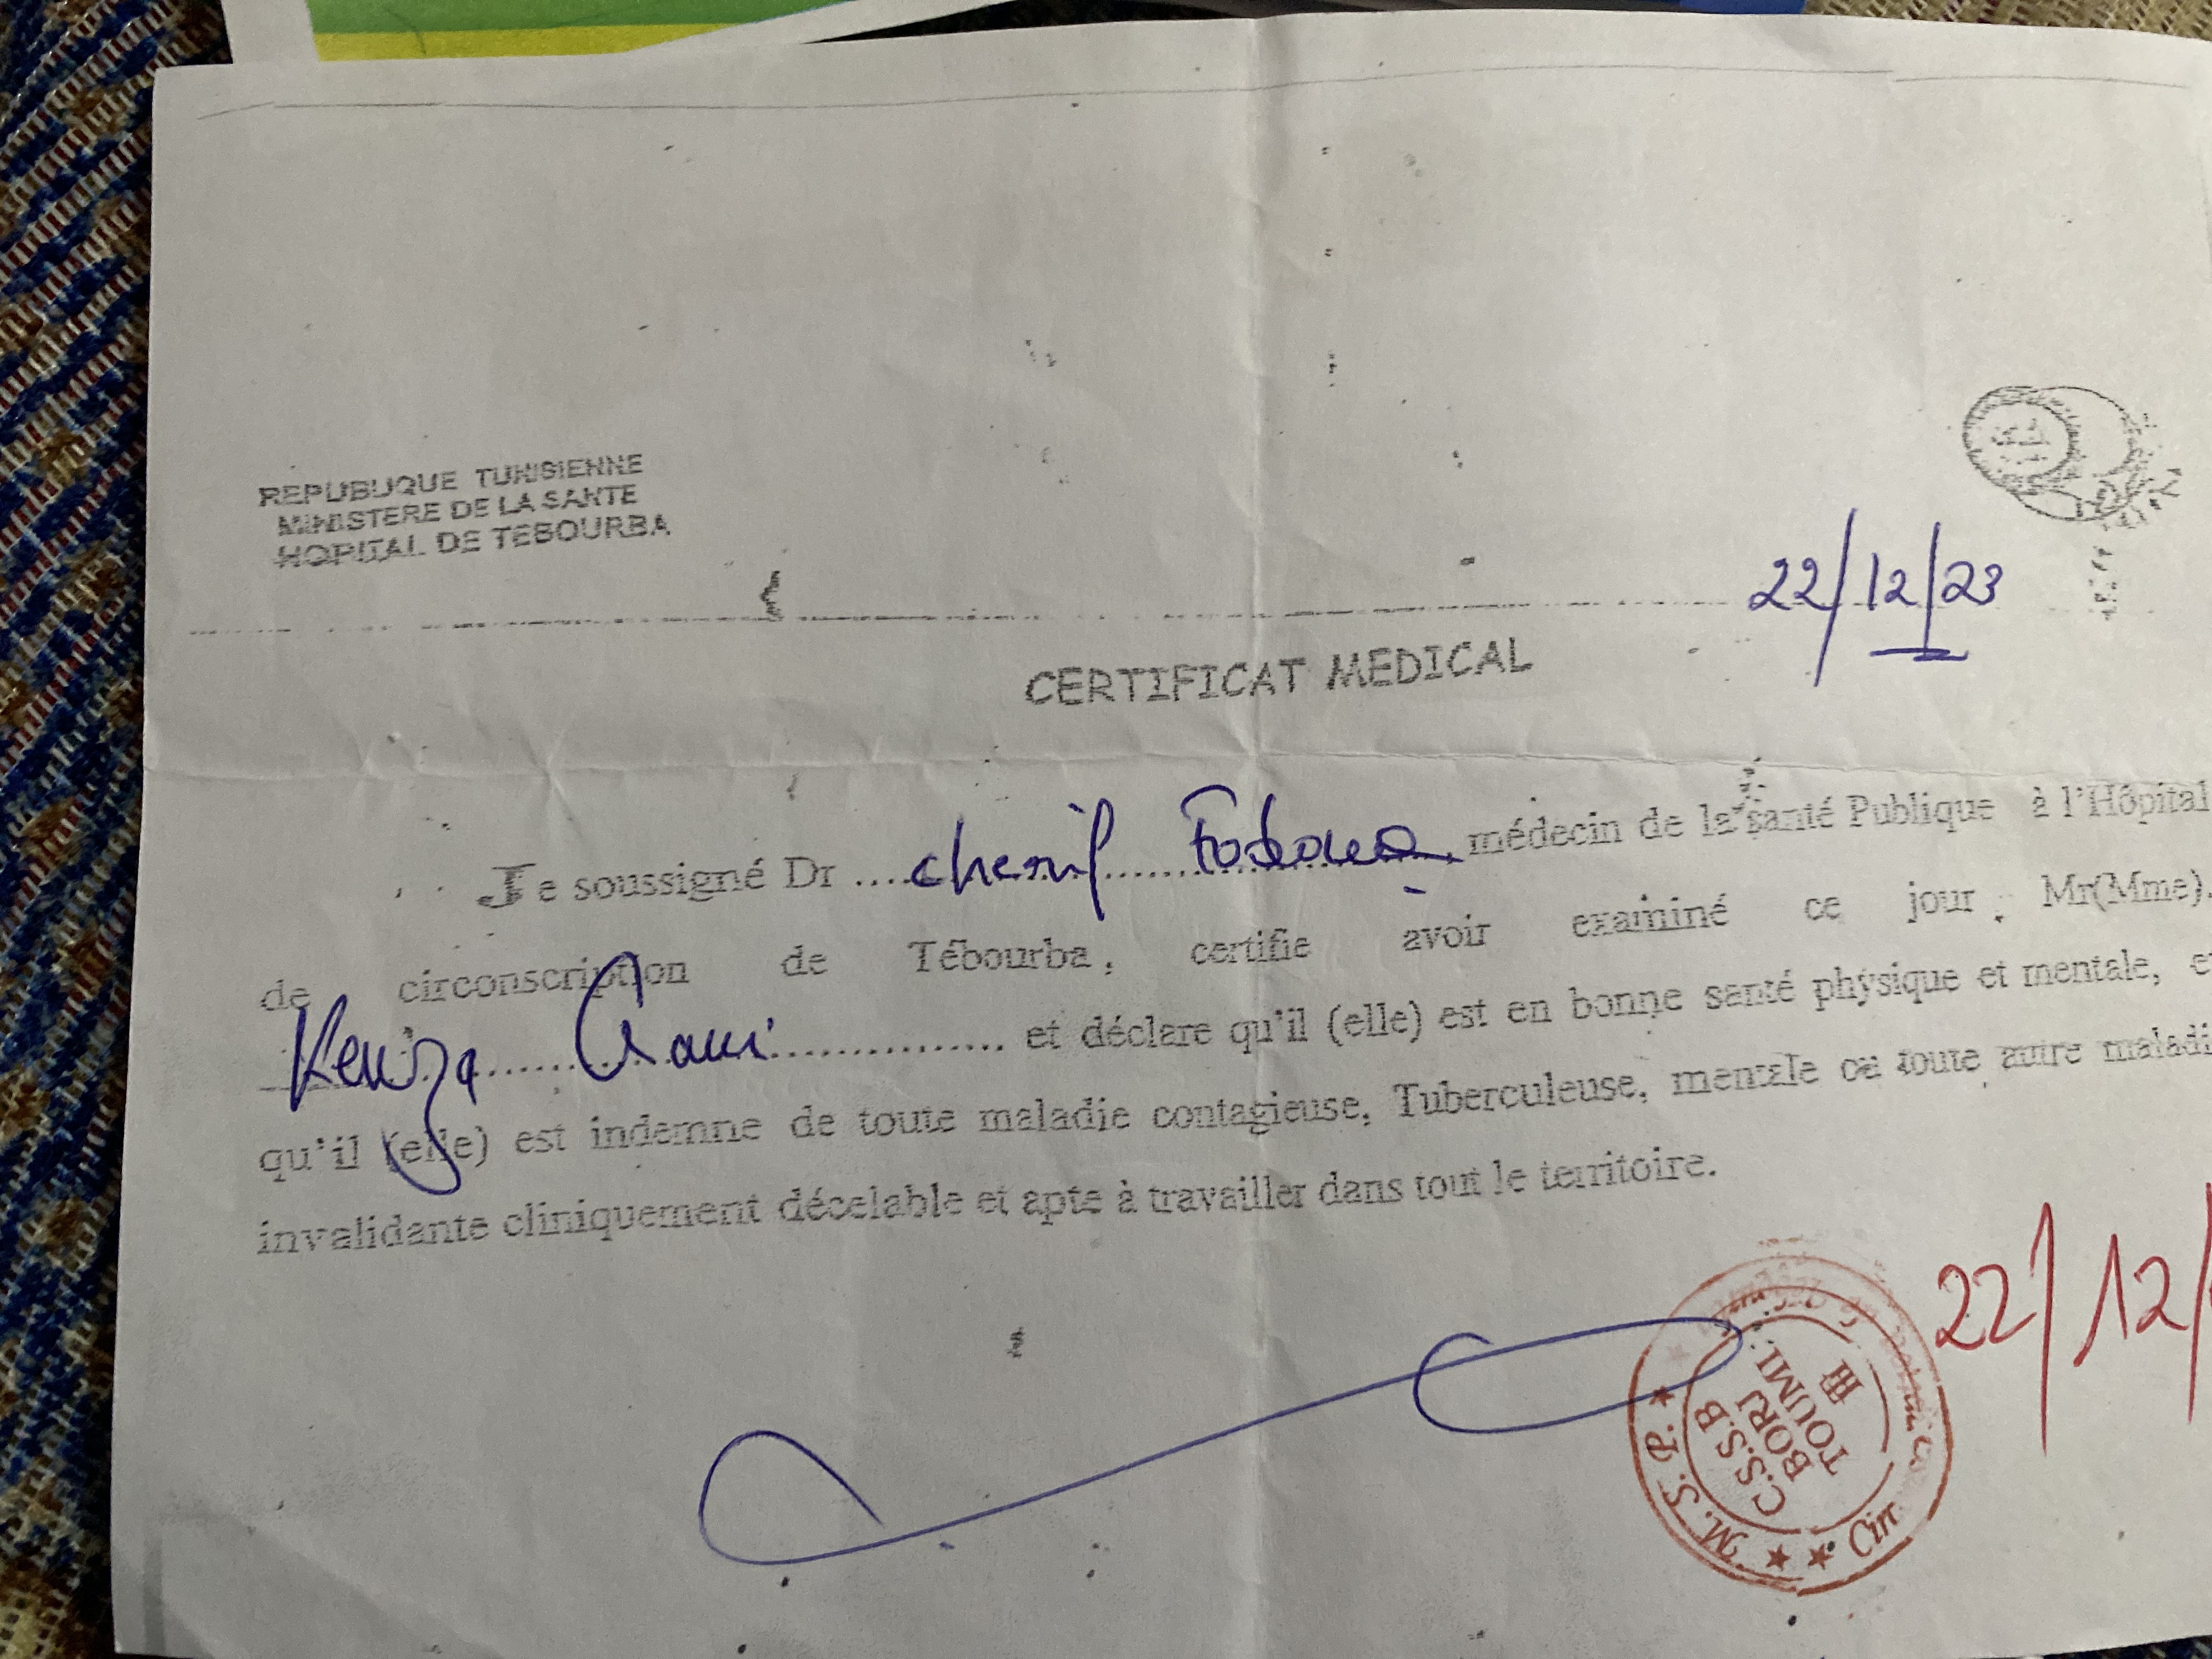 REPUBLIQUE TUNISIENNE
MINISTERE DE LA SANTE
HOPITAL DE TEBOURBA
22/12/23
CERTIFICAT MEDICAL
Je soussigné Dr .... cherif ...., médecin de la santé Publique à l'Hôpital
de circonscription de Tébourba, certifie avoir examiné ce jour, Mr(Mme).
Kenza ............... et déclare qu'il (elle) est en bonne santé physique et mentale, e
qu'il (elle) est indemne de toute maladie contagieuse, Tuberculeuse, mentale ou toute autre maladi
invalidante cliniquement décelable et apte à travailler dans tout le territoire.
22/12/
M.S.P. ★
C.S.S.B
BORJ
TOUMI
★ ★ Cirr